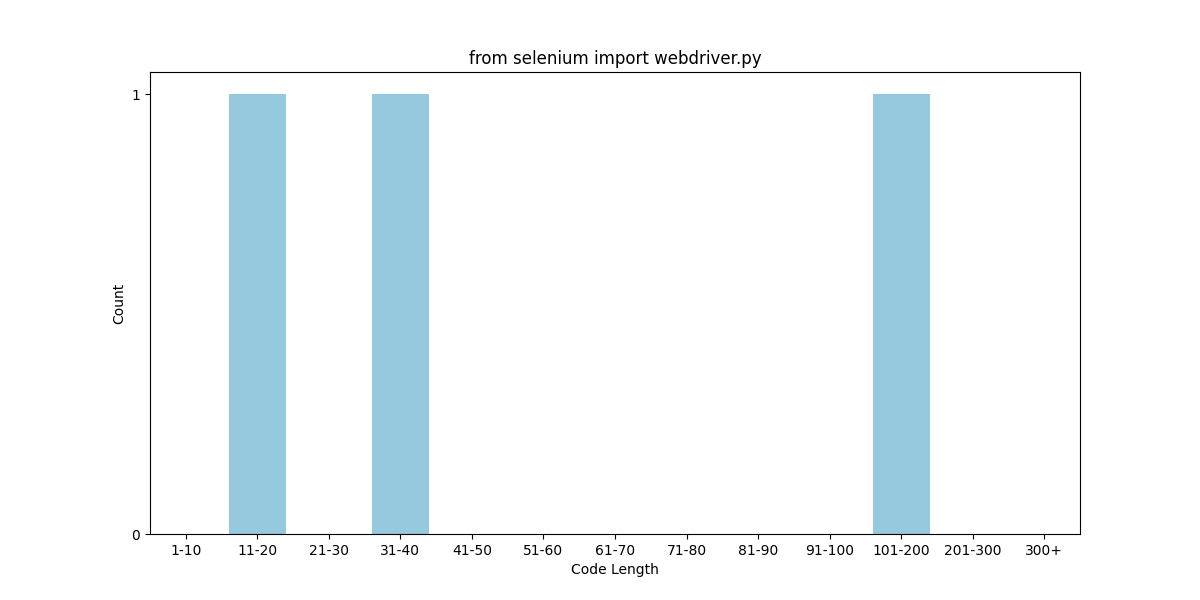 from selenium import webdriver.py
1
Count
0
1-10 11-20 21-30 31-40 41-50 51-60 61-70 71-80 81-90 91-100 101-200 201-300 300+
Code Length